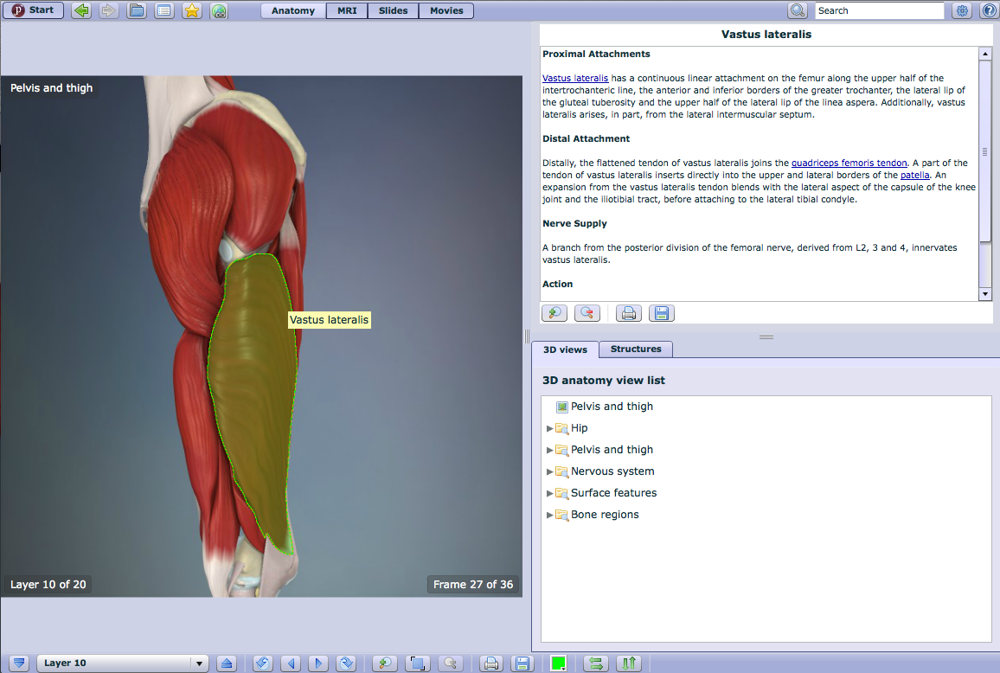 Start
Anatomy
MRI
Slides
Movies
Search
Pelvis and thigh
Vastus lateralis
Layer 10 of 20
Frame 27 of 36
Vastus lateralis
Proximal Attachments
Vastus lateralis has a continuous linear attachment on the femur along the upper half of the
intertrochanteric line, the anterior and inferior borders of the greater trochanter, the lateral lip of
the gluteal tuberosity and the upper half of the lateral lip of the linea aspera. Additionally, vastus
lateralis arises, in part, from the lateral intermuscular septum.
Distal Attachment
Distally, the flattened tendon of vastus lateralis joins the quadriceps femoris tendon. A part of the
tendon of vastus lateralis inserts directly into the upper and lateral borders of the patella. An
expansion from the vastus lateralis tendon blends with the lateral aspect of the capsule of the knee
joint and the iliotibial tract, before attaching to the lateral tibial condyle.
Nerve Supply
A branch from the posterior division of the femoral nerve, derived from L2, 3 and 4, innervates
vastus lateralis.
Action
3D views
Structures
3D anatomy view list
Pelvis and thigh
Hip
Pelvis and thigh
Nervous system
Surface features
Bone regions
Layer 10